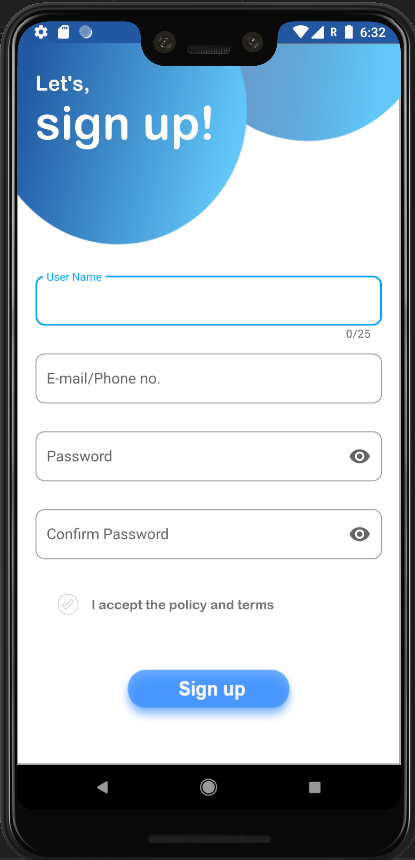 R 6:32
Let's,
sign up!
User Name
0/25
E-mail/Phone no.
Password
Confirm Password
I accept the policy and terms
Sign up